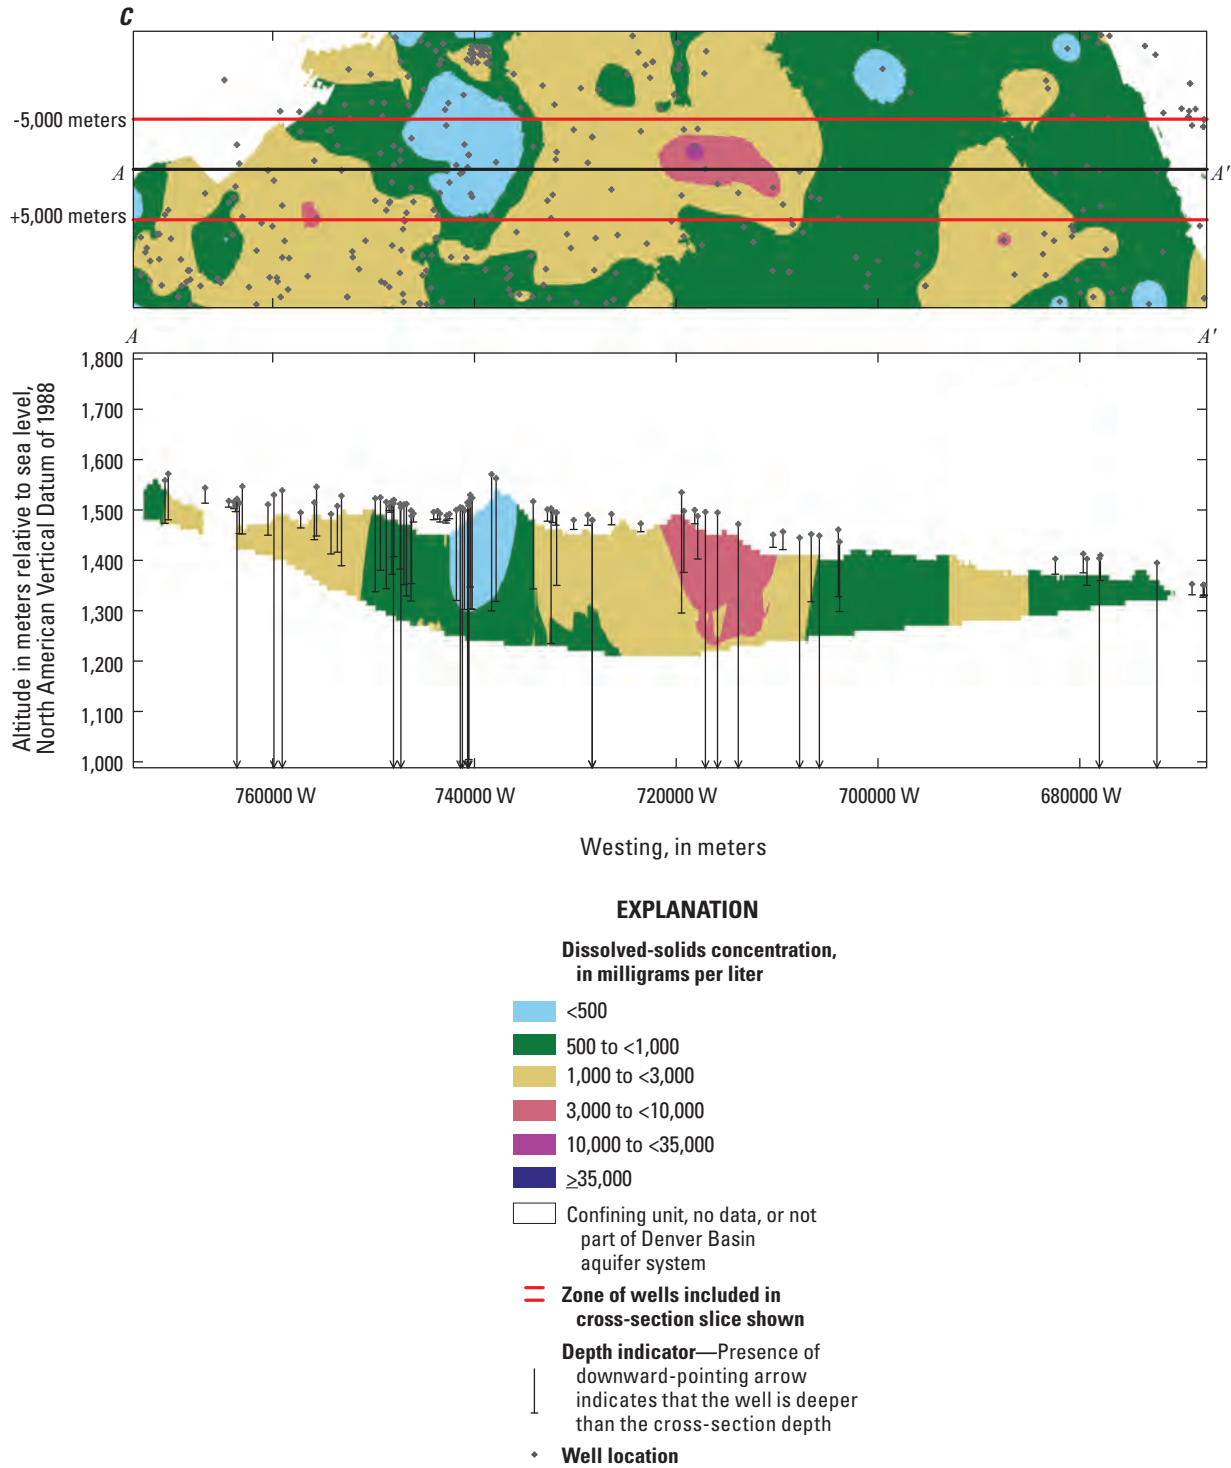 C
-5,000 meters
A
A'
+5,000 meters
A
A'
1,800
1,700
1,600
1,500
1,400
1,300
1,200
1,100
1,000
Altitude in meters relative to sea level,
North American Vertical Datum of 1988
760000 W
740000 W
720000 W
700000 W
680000 W
Westing, in meters
EXPLANATION
Dissolved-solids concentration,
in milligrams per liter
<500
500 to <1,000
1,000 to <3,000
3,000 to <10,000
10,000 to <35,000
≥35,000
Confining unit, no data, or not
part of Denver Basin
aquifer system
Zone of wells included in
cross-section slice shown
Depth indicator—Presence of
downward-pointing arrow
indicates that the well is deeper
than the cross-section depth
Well location